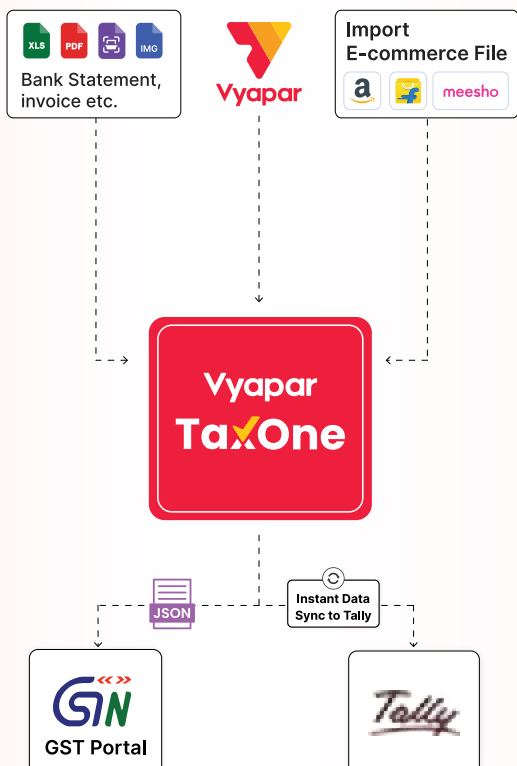 XLS
PDF
IMG
Bank Statement,
invoice etc.
Vyapar
Import
E-commerce File
a
meesho
Vyapar
TaxOne
JSON
Instant Data
Sync to Tally
GSTN
GST Portal
Tally